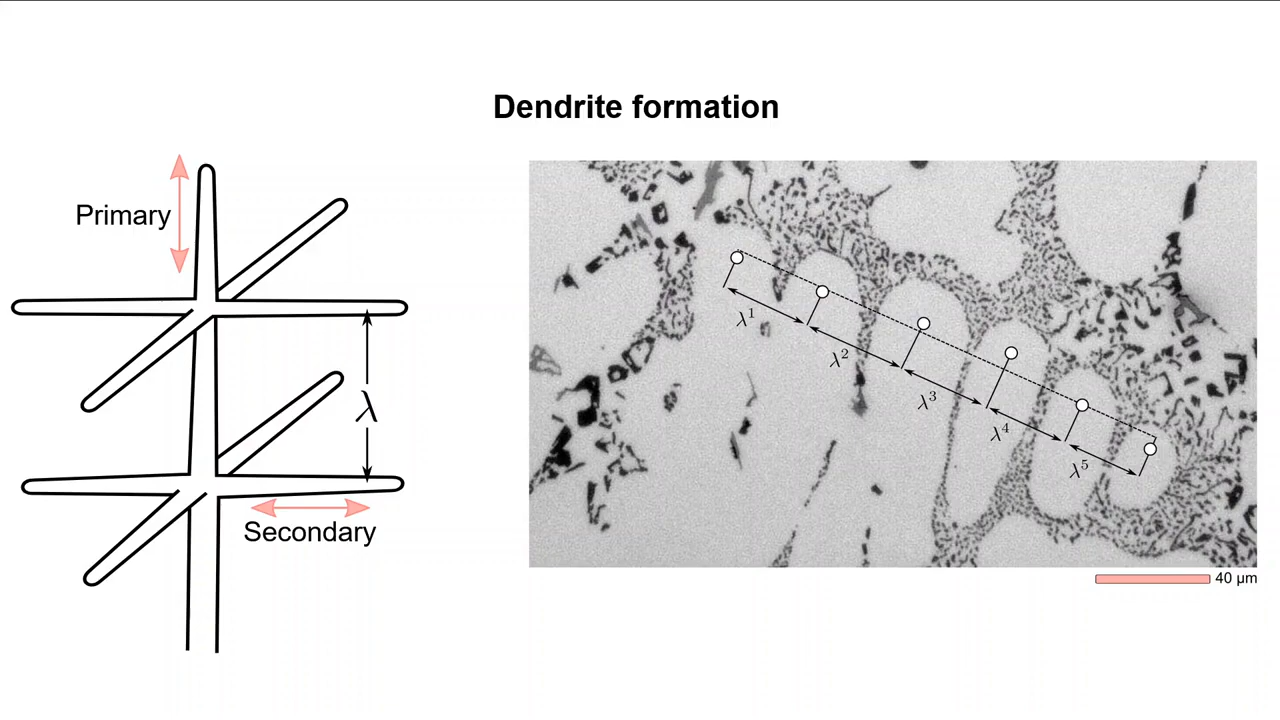 Dendrite formation
Primary
λ
Secondary
λ¹
λ²
λ³
λ⁴
λ⁵
40 µm